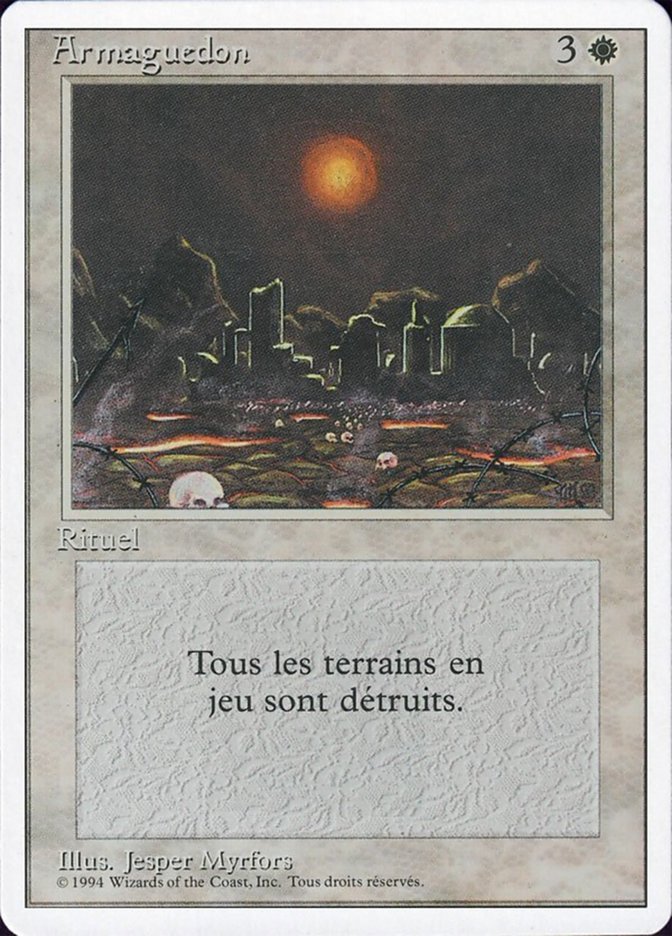 Armaguedon 3
Rituel
Tous les terrains en
jeu sont détruits.
Illus. Jesper Myrfors
© 1994 Wizards of the Coast, Inc. Tous droits réservés.